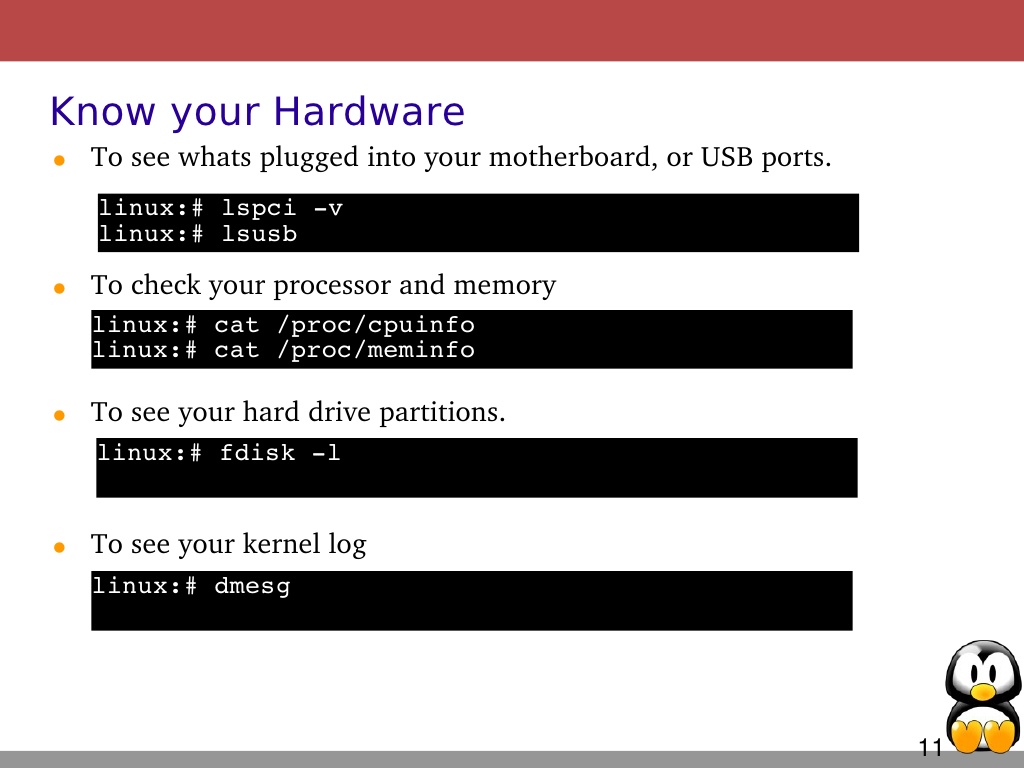 Know your Hardware
To see whats plugged into your motherboard, or USB ports.
linux:# lspci -v
linux:# lsusb
To check your processor and memory
linux:# cat /proc/cpuinfo
linux:# cat /proc/meminfo
To see your hard drive partitions.
linux:# fdisk -l
To see your kernel log
linux:# dmesg
11